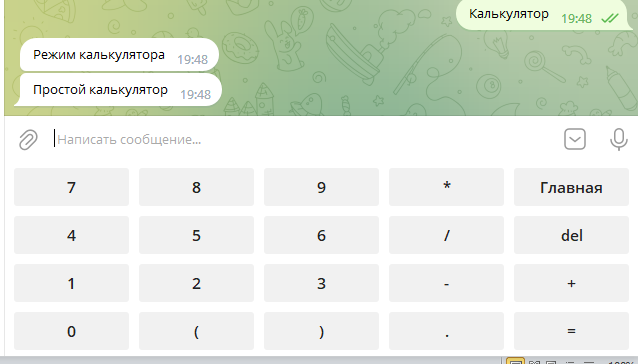 Калькулятор 19:48
Режим калькулятора 19:48
Простой калькулятор 19:48
Написать сообщение...
7 8 9 * Главная
4 5 6 / del
1 2 3 - +
0 ( ) . =